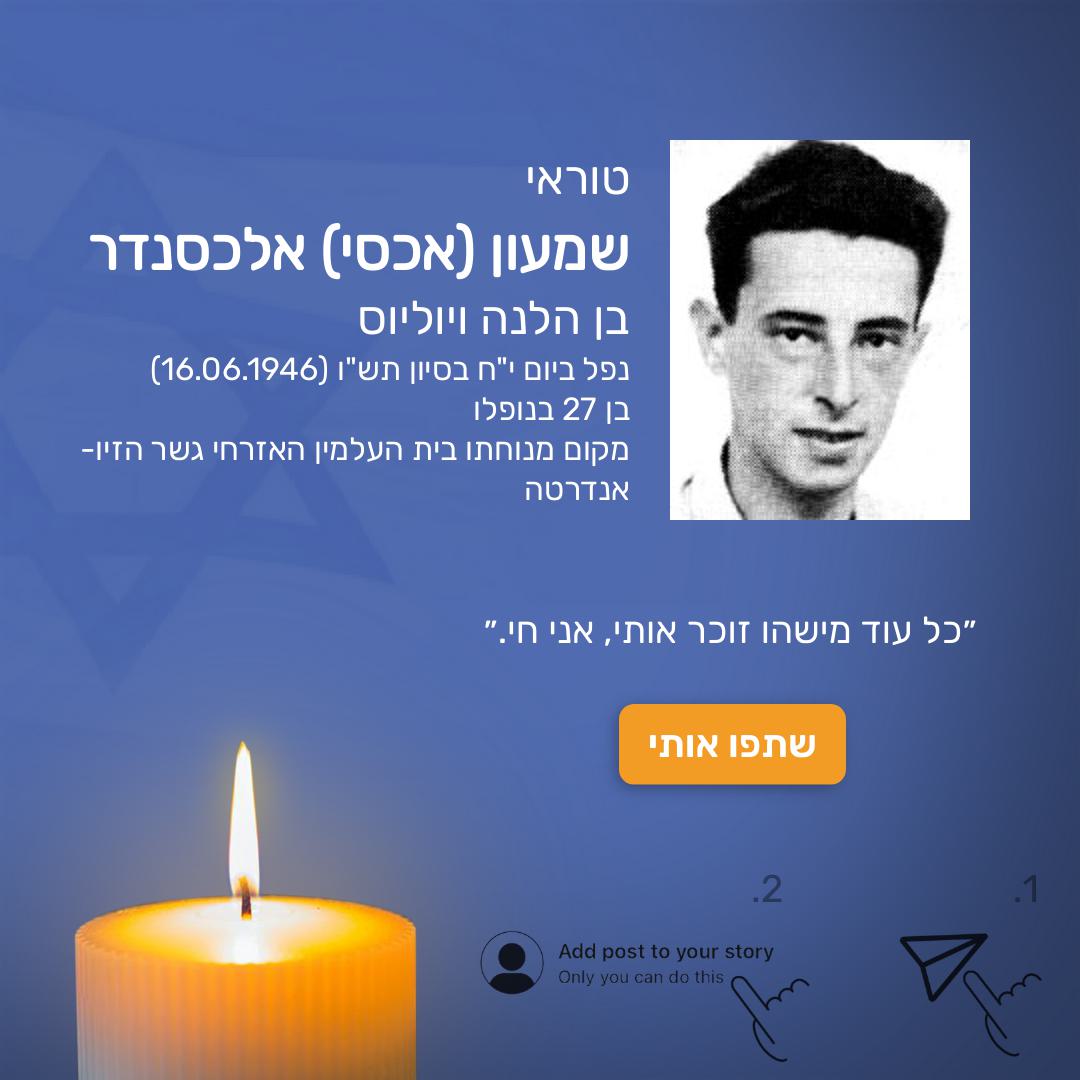 טוראי
שמעון (אכסי) אלכסנדר
בן הלנה ויוליוס
נפל ביום י"ח בסיון תש"ו (16.06.1946)
בן 27 בנופלו
מקום מנוחתו בית העלמין האזרחי גשר הזיו-
אנדרטה
״כל עוד מישהו זוכר אותי, אני חי.״
שתפו אותי
1.
2.
Add post to your story
Only you can do this